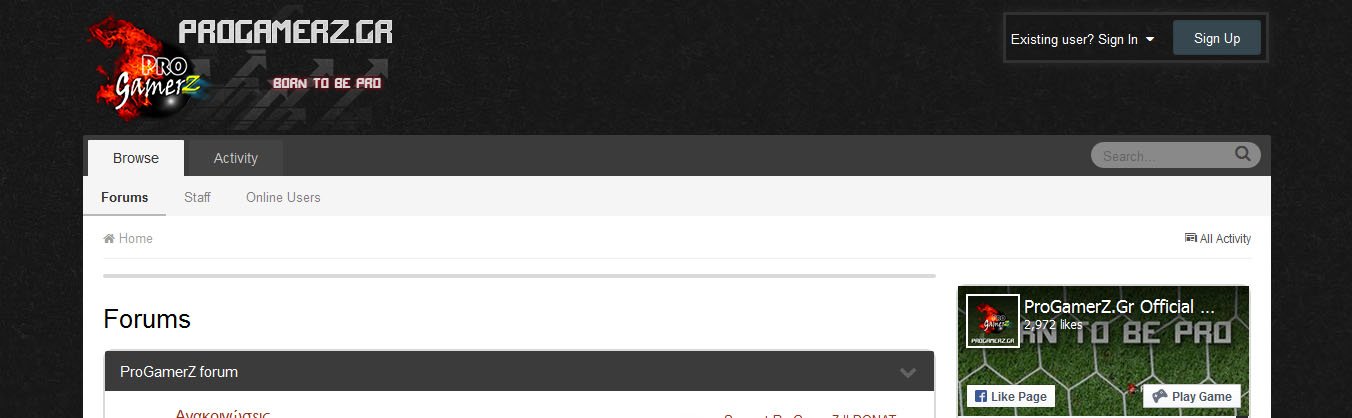 PROGAMERZ.GR
PRO
GamerZ
BORN TO BE PRO
Existing user? Sign In
Sign Up
Browse
Activity
Search...
Forums
Staff
Online Users
Home
All Activity
Forums
ProGamerZ forum
Ανακοινώσεις
ProGamerZ.Gr Official ...
2,972 likes
RN TO BE PRO
PROGAMERZ.GR
Like Page
Play Game